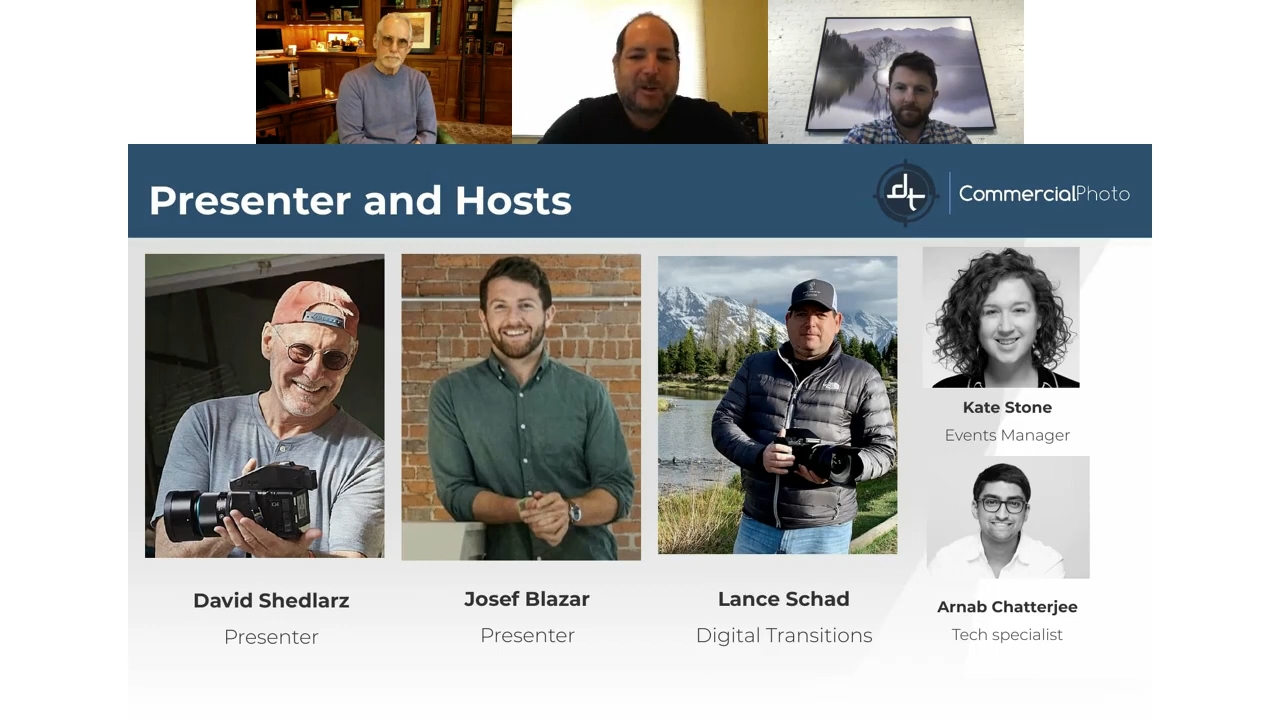 Presenter and Hosts
dt
CommercialPhoto
David Shedlarz
Presenter
Josef Blazar
Presenter
Lance Schad
Digital Transitions
Kate Stone
Events Manager
Arnab Chatterjee
Tech specialist